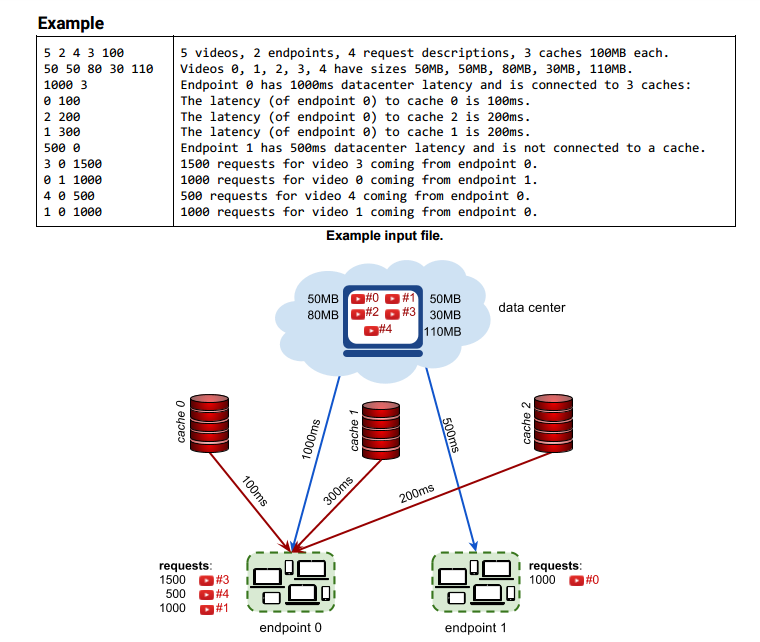 Example
5 2 4 3 100 5 videos, 2 endpoints, 4 request descriptions, 3 caches 100MB each.
50 50 80 30 110 Videos 0, 1, 2, 3, 4 have sizes 50MB, 50MB, 80MB, 30MB, 110MB.
1000 3 Endpoint 0 has 1000ms datacenter latency and is connected to 3 caches:
0 100 The latency (of endpoint 0) to cache 0 is 100ms.
2 200 The latency (of endpoint 0) to cache 2 is 200ms.
1 300 The latency (of endpoint 0) to cache 1 is 200ms.
500 0 Endpoint 1 has 500ms datacenter latency and is not connected to a cache.
3 0 1500 1500 requests for video 3 coming from endpoint 0.
0 1 1000 1000 requests for video 0 coming from endpoint 1.
4 0 500 500 requests for video 4 coming from endpoint 0.
1 0 1000 1000 requests for video 1 coming from endpoint 0.
Example input file.
50MB #0 #1 50MB
80MB #2 #3 30MB
#4 110MB
data center
cache 0
cache 1
cache 2
1000ms
500ms
100ms
300ms
200ms
requests:
1500 #3
500 #4
1000 #1
endpoint 0
requests:
1000 #0
endpoint 1